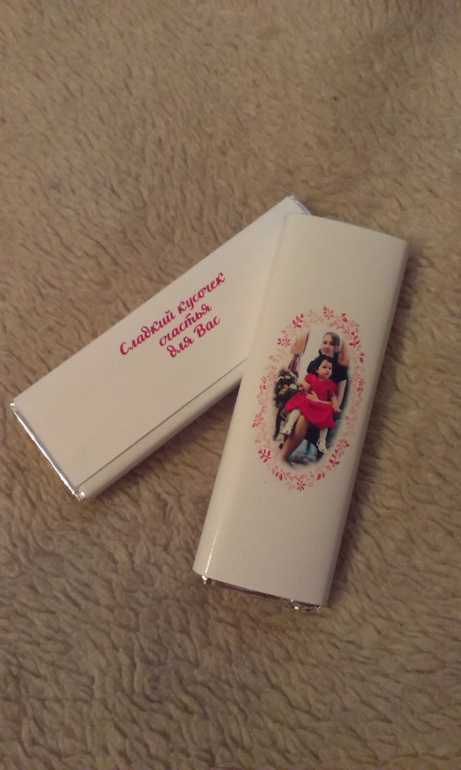 Сладкий кусочек
счастья
для Вас